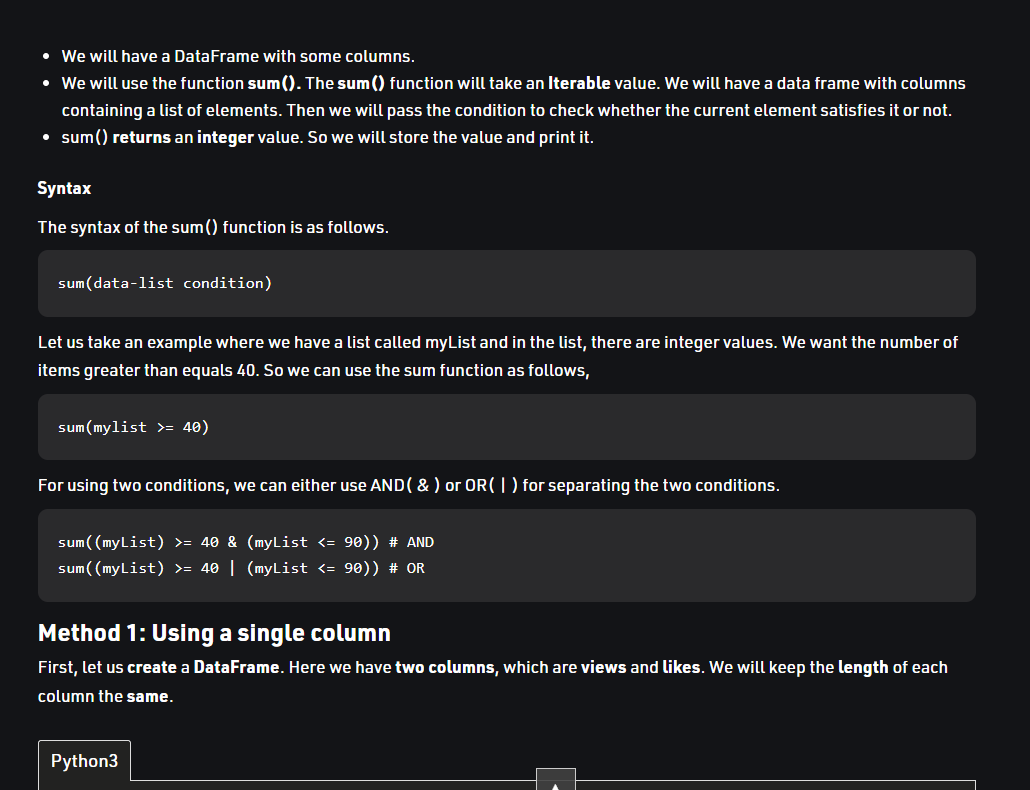 • We will have a DataFrame with some columns.
• We will use the function sum(). The sum() function will take an Iterable value. We will have a data frame with columns
containing a list of elements. Then we will pass the condition to check whether the current element satisfies it or not.
• sum() returns an integer value. So we will store the value and print it.
Syntax
The syntax of the sum() function is as follows.
sum(data-list condition)
Let us take an example where we have a list called myList and in the list, there are integer values. We want the number of
items greater than equals 40. So we can use the sum function as follows,
sum(mylist >= 40)
For using two conditions, we can either use AND( & ) or OR( | ) for separating the two conditions.
sum((myList) >= 40 & (myList <= 90)) # AND
sum((myList) >= 40 | (myList <= 90)) # OR
Method 1: Using a single column
First, let us create a DataFrame. Here we have two columns, which are views and likes. We will keep the length of each
column the same.
Python3